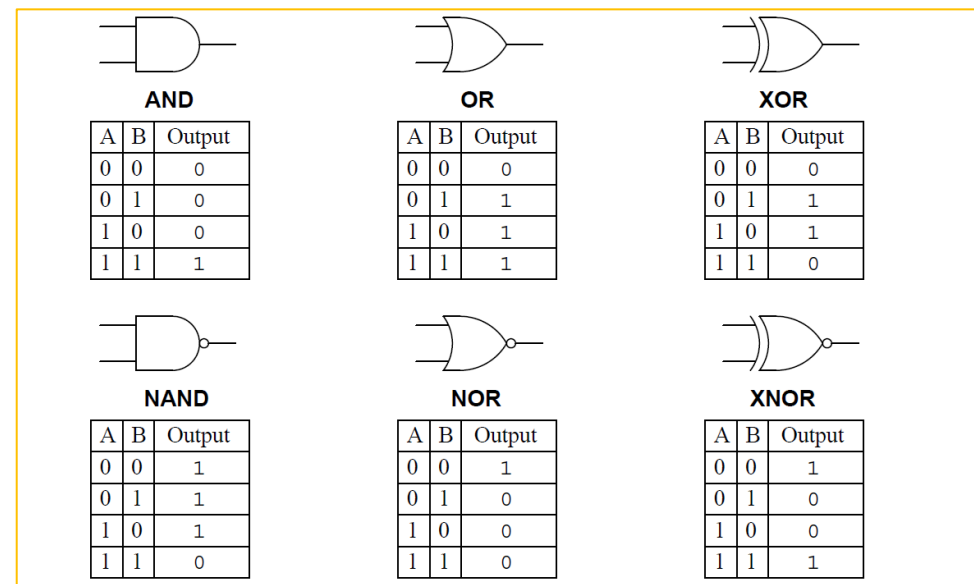 AND OR XOR
A B Output A B Output A B Output
0 0 0 0 0 0 0 0 0
0 1 0 0 1 1 0 1 1
1 0 0 1 0 1 1 0 1
1 1 1 1 1 1 1 1 0
NAND NOR XNOR
A B Output A B Output A B Output
0 0 1 0 0 1 0 0 1
0 1 1 0 1 0 0 1 0
1 0 1 1 0 0 1 0 0
1 1 0 1 1 0 1 1 1